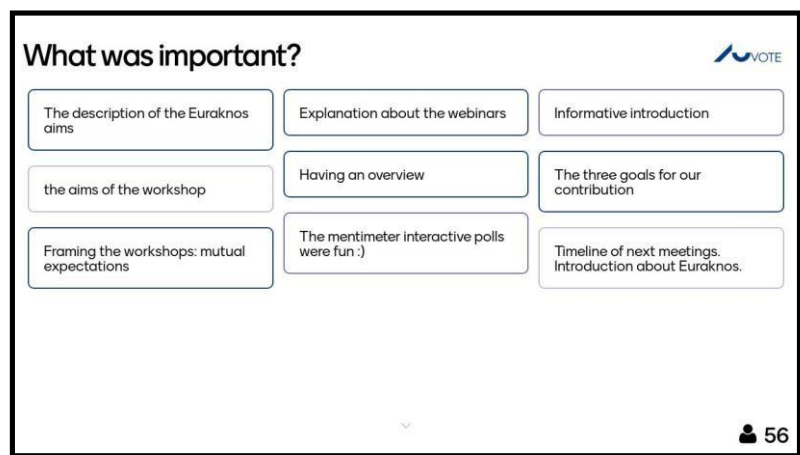 What was important?
VOTE
The description of the Euraknos
aims
the aims of the workshop
Framing the workshops: mutual
expectations
Explanation about the webinars
Having an overview
The mentimeter interactive polls
were fun :)
Informative introduction
The three goals for our
contribution
Timeline of next meetings.
Introduction about Euraknos.
56